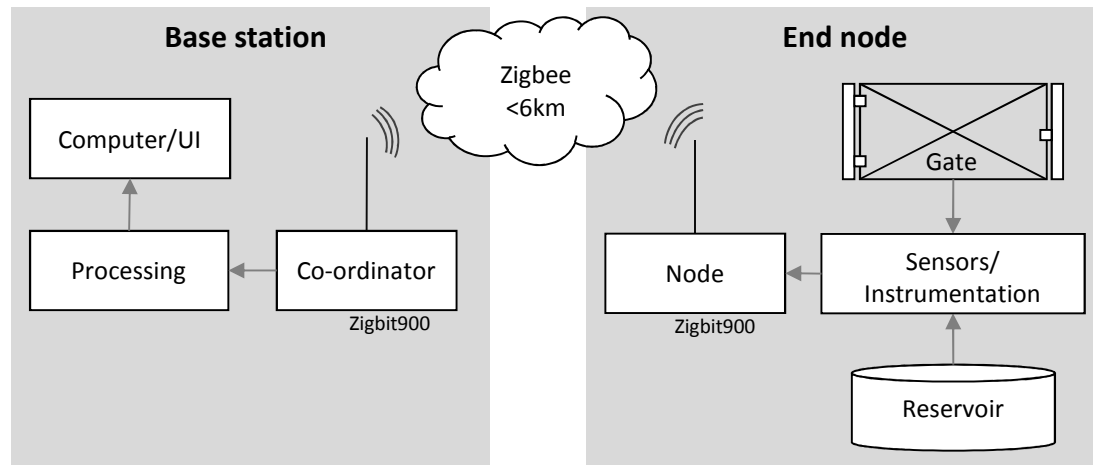 Base station
Computer/UI
Processing
Co-ordinator
Zigbit900
Zigbee
<6km
End node
Gate
Node
Zigbit900
Sensors/
Instrumentation
Reservoir